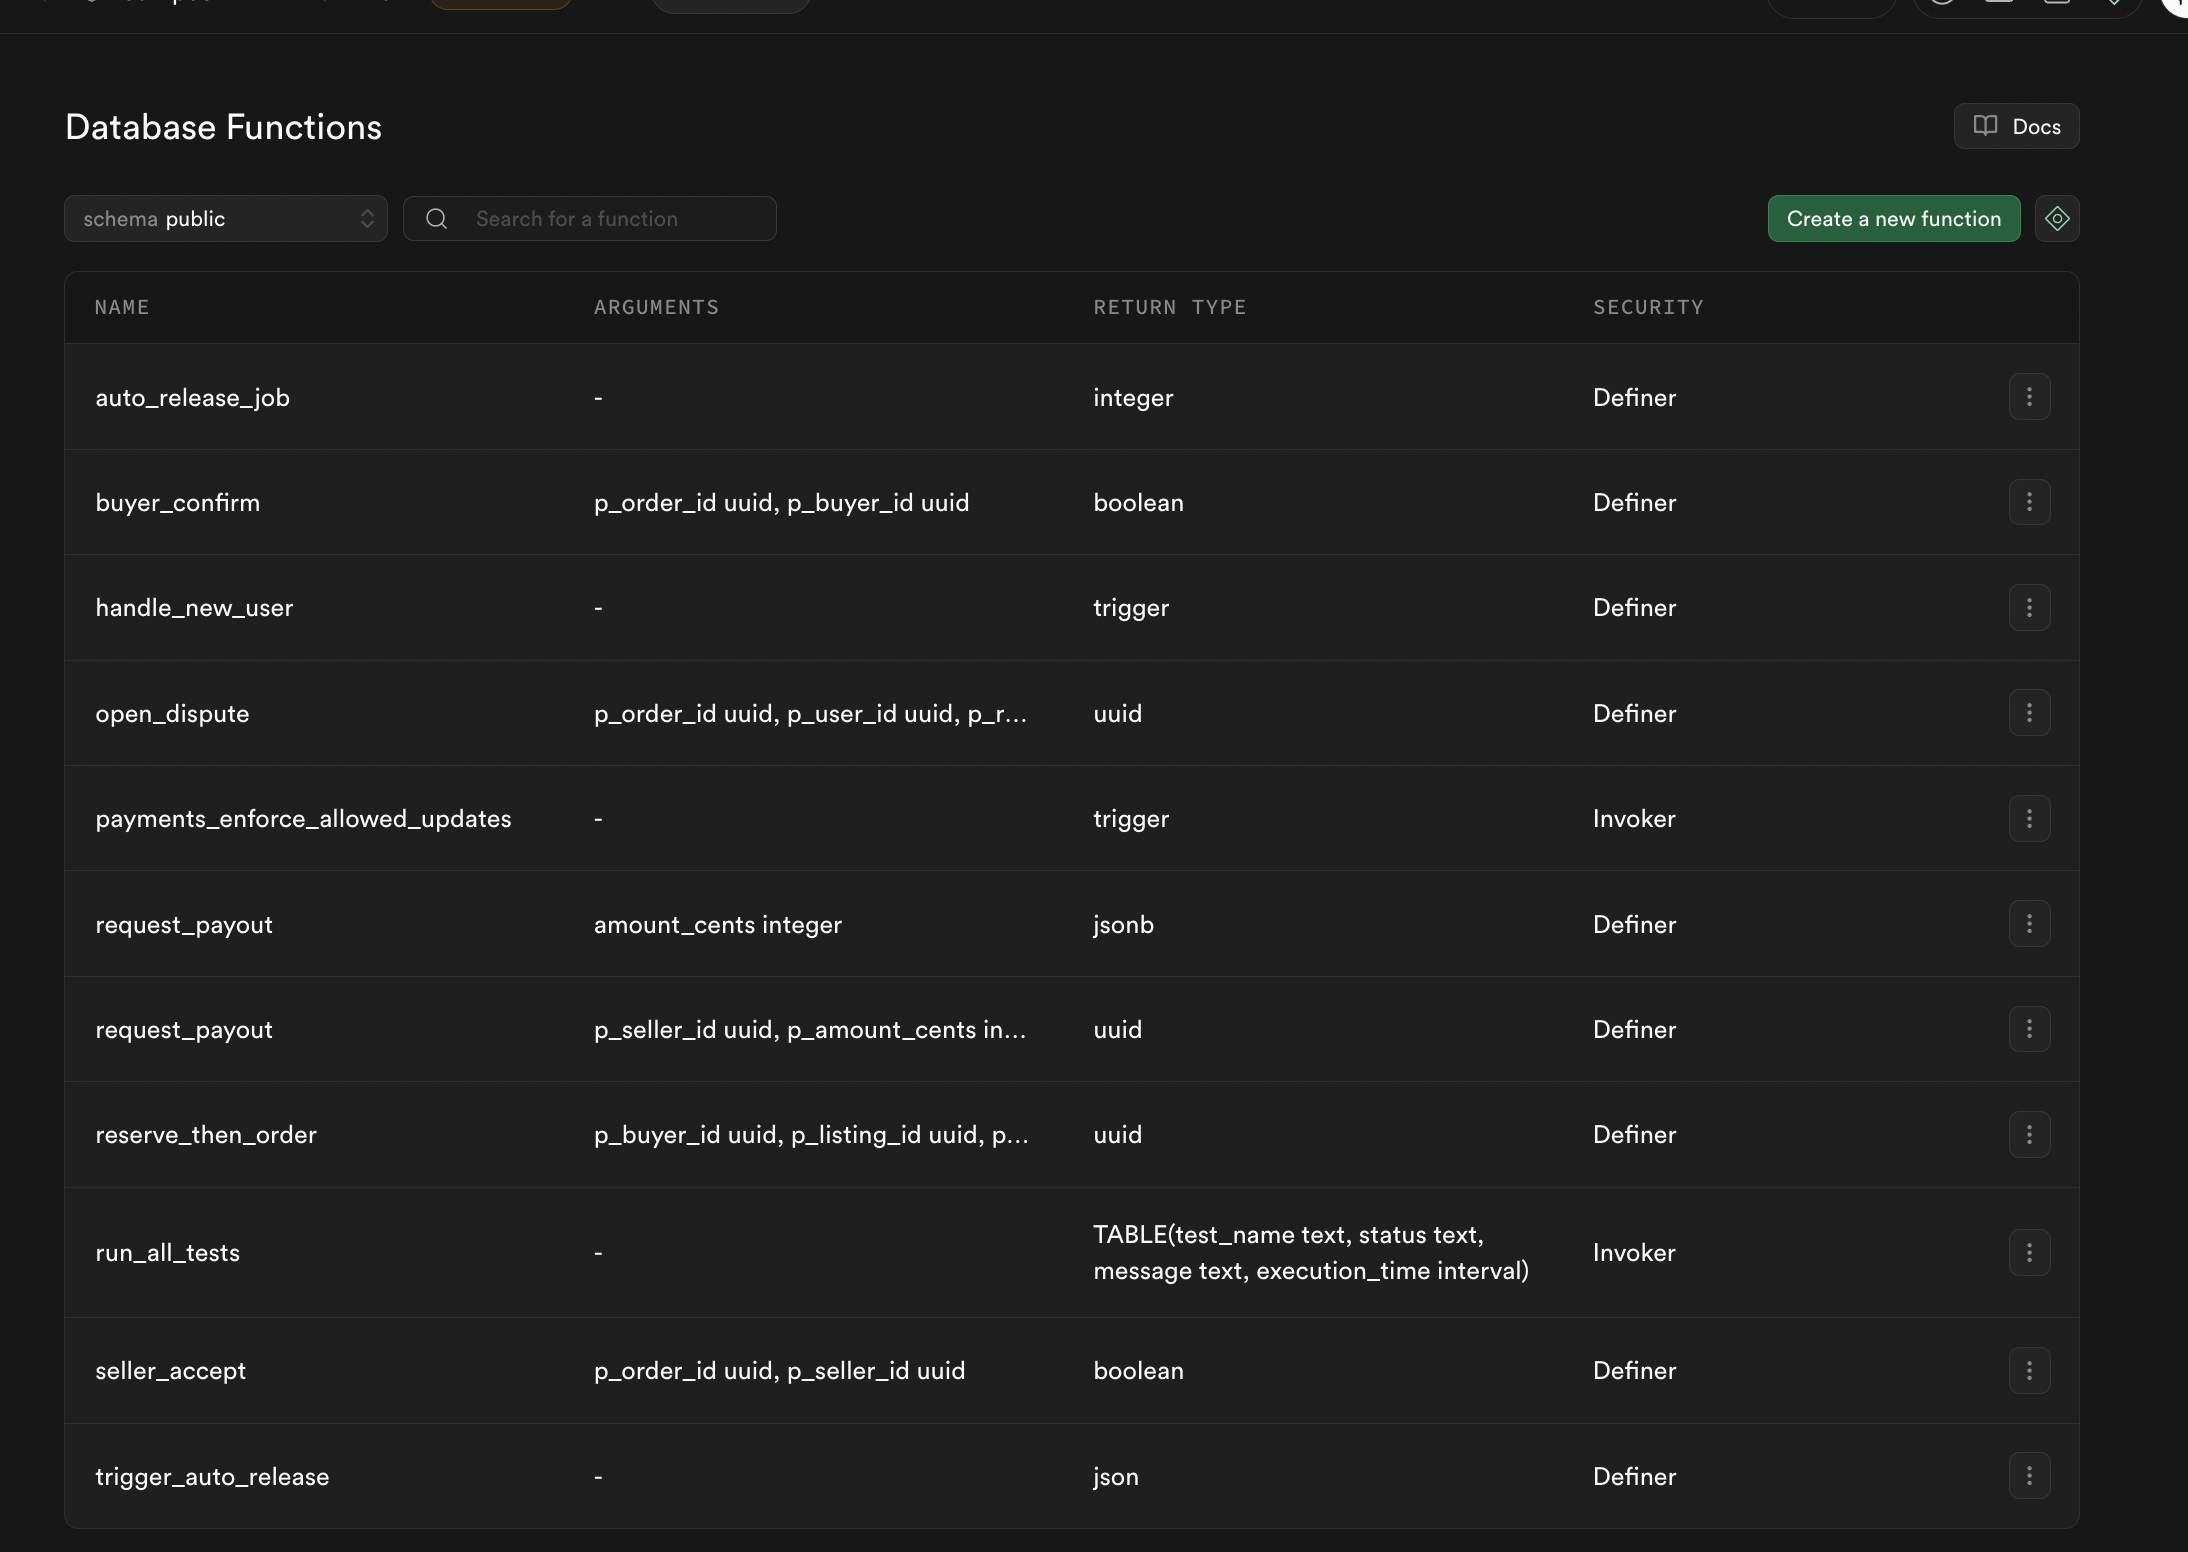 Database Functions
Docs
schema public
Search for a function
Create a new function
NAME ARGUMENTS RETURN TYPE SECURITY
auto_release_job - integer Definer
buyer_confirm p_order_id uuid, p_buyer_id uuid boolean Definer
handle_new_user - trigger Definer
open_dispute p_order_id uuid, p_user_id uuid, p_r... uuid Definer
payments_enforce_allowed_updates - trigger Invoker
request_payout amount_cents integer jsonb Definer
request_payout p_seller_id uuid, p_amount_cents in... uuid Definer
reserve_then_order p_buyer_id uuid, p_listing_id uuid, p... uuid Definer
run_all_tests - TABLE(test_name text, status text, Invoker
message text, execution_time interval)
seller_accept p_order_id uuid, p_seller_id uuid boolean Definer
trigger_auto_release - json Definer